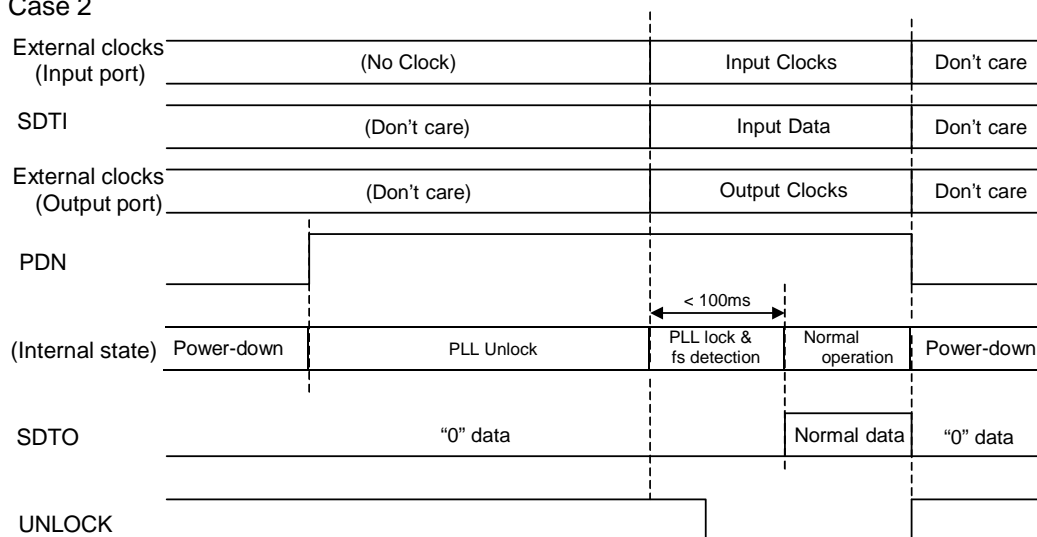 Case 2
External clocks
(Input port)
(No Clock)
Input Clocks
Don't care
SDTI
(Don't care)
Input Data
Don't care
External clocks
(Output port)
(Don't care)
Output Clocks
Don't care
PDN
< 100ms
(Internal state)
Power-down
PLL Unlock
PLL lock &
fs detection
Normal
operation
Power-down
SDTO
“0” data
Normal data
“0” data
UNLOCK